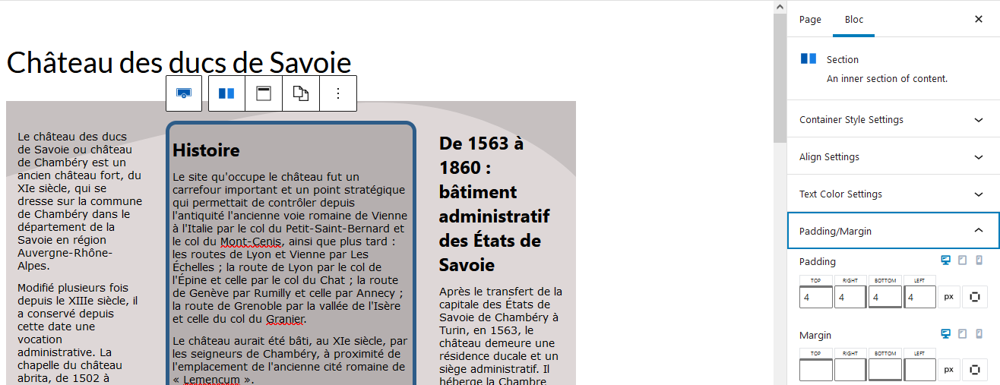 Château des ducs de Savoie
Le château des ducs
de Savoie ou château
de Chambéry est un
ancien château fort, du
XIe siècle, qui se
dresse sur la commune
de Chambéry dans le
département de la
Savoie en région
Auvergne-Rhône-
Alpes.
Modifié plusieurs fois
depuis le XIIIe siècle, il
a conservé depuis
cette date une
vocation
administrative. La
chapelle du château
abrita, de 1502 à
Histoire
Le site qu'occupe le château fut un
carrefour important et un point stratégique
qui permettait de contrôler depuis
l'antiquité l'ancienne voie romaine de Vienne
à l'Italie par le col du Petit-Saint-Bernard et
le col du Mont-Cenis, ainsi que plus tard :
les routes de Lyon et Vienne par Les
Échelles ; la route de Lyon par le col de
l'Épine et celle par le col du Chat ; la route
de Genève par Rumilly et celle par Annecy ;
la route de Grenoble par la vallée de l'Isère
et celle du col du Granier.
Le château aurait été bâti, au XIe siècle, par
les seigneurs de Chambéry, à proximité de
l'emplacement de l'ancienne cité romaine de
« Lemencum ».
De 1563 à
1860 :
bâtiment
administratif
des États de
Savoie
Après le transfert de la
capitale des États de
Savoie de Chambéry à
Turin, en 1563, le
château demeure une
résidence ducale et un
siège administratif. Il
héberge la Chambre
Page Bloc
Section
An inner section of content.
Container Style Settings
Align Settings
Text Color Settings
Padding/Margin
Padding
TOP RIGHT BOTTOM LEFT
4 4 4 4 px
Margin
TOP RIGHT BOTTOM LEFT
px